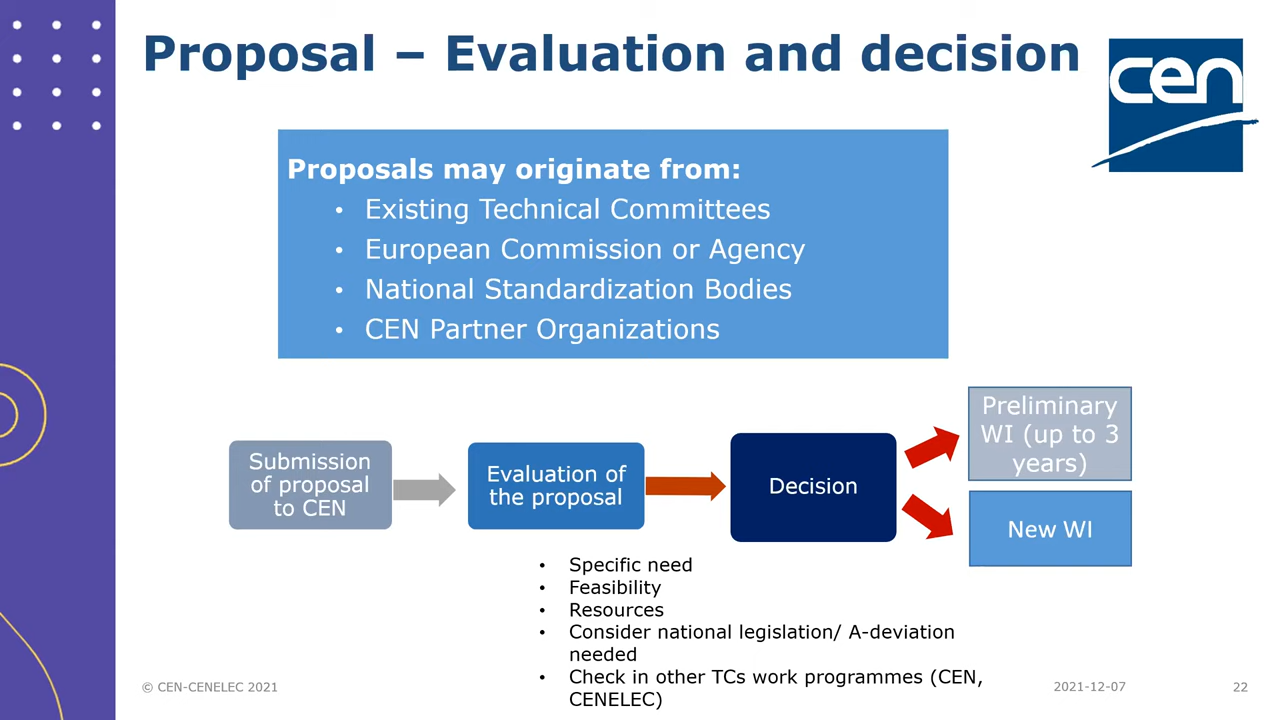 Proposal – Evaluation and decision
cen
Proposals may originate from:
• Existing Technical Committees
• European Commission or Agency
• National Standardization Bodies
• CEN Partner Organizations
Submission
of proposal
to CEN
Evaluation of
the proposal
Decision
Preliminary
WI (up to 3
years)
New WI
• Specific need
• Feasibility
• Resources
• Consider national legislation/ A-deviation
needed
• Check in other TCs work programmes (CEN,
CENELEC)
© CEN-CENELEC 2021
2021-12-07
22